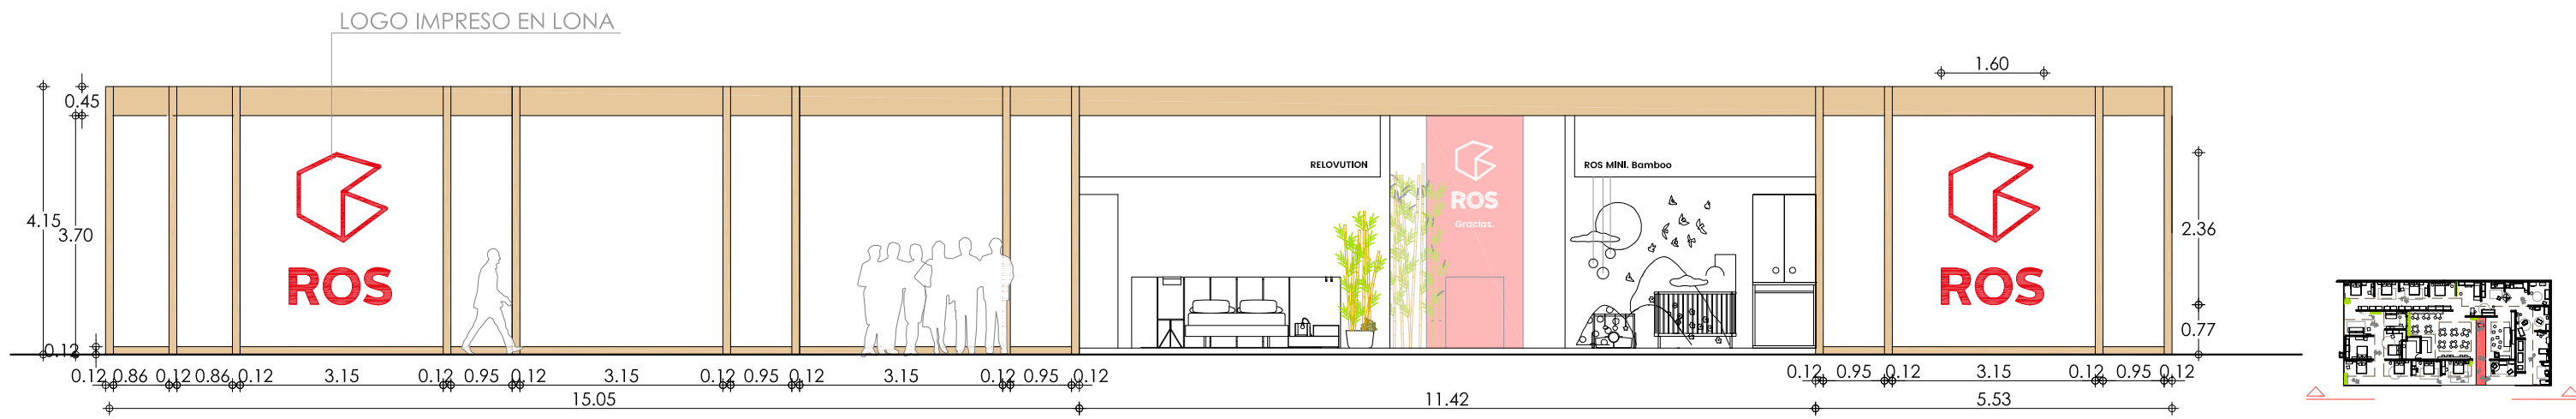 LOGO IMPRESO EN LONA
1.60
0.45
4.15
3.70
0.12
RELOVUTION
ROS
Gracias.
ROS MINI. Bamboo
ROS
ROS
2.36
0.77
0.12 0.86 0.12 0.86 0.12 3.15 0.12 0.95 0.12 3.15 0.12 0.95 0.12 3.15 0.12 0.95 0.12 0.12 0.95 0.12 3.15 0.12 0.95 0.12
15.05 11.42 5.53